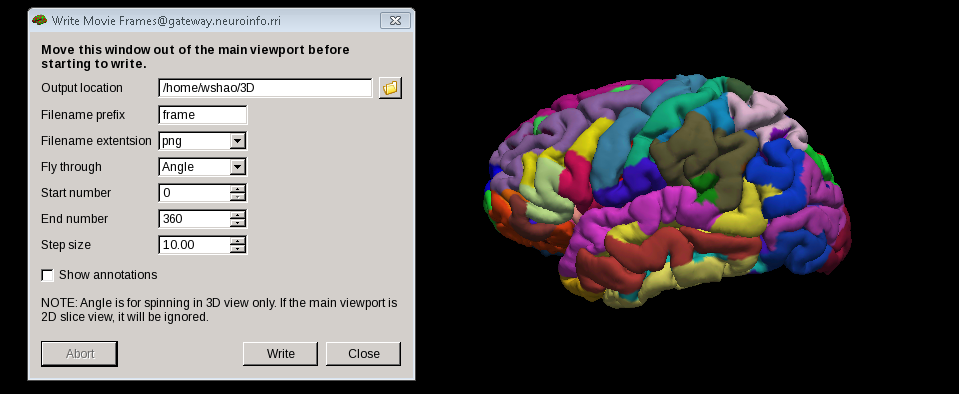 Write Movie Frames@gateway.neuroinfo.rri
Move this window out of the main viewport before
starting to write.
Output location /home/wshao/3D
Filename prefix frame
Filename extentsion png
Fly through Angle
Start number 0
End number 360
Step size 10.00
Show annotations
NOTE: Angle is for spinning in 3D view only. If the main viewport is
2D slice view, it will be ignored.
Abort Write Close